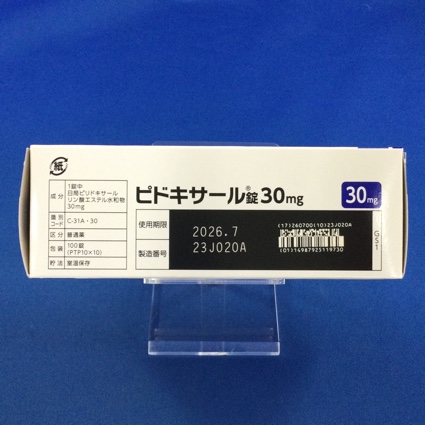 紙
成分
1錠中
日局ピリドキサール
リン酸エステル水和物
30mg
識別
コード
C-31A・30
区分
普通薬
包装
100錠
(PTP10×10)
貯法
室温保存
ピドキサール®錠30mg
30mg
使用期限
2026.7
製造番号
23J020A
(17)260700(10)23J020A
(01)14987925119730
GS1